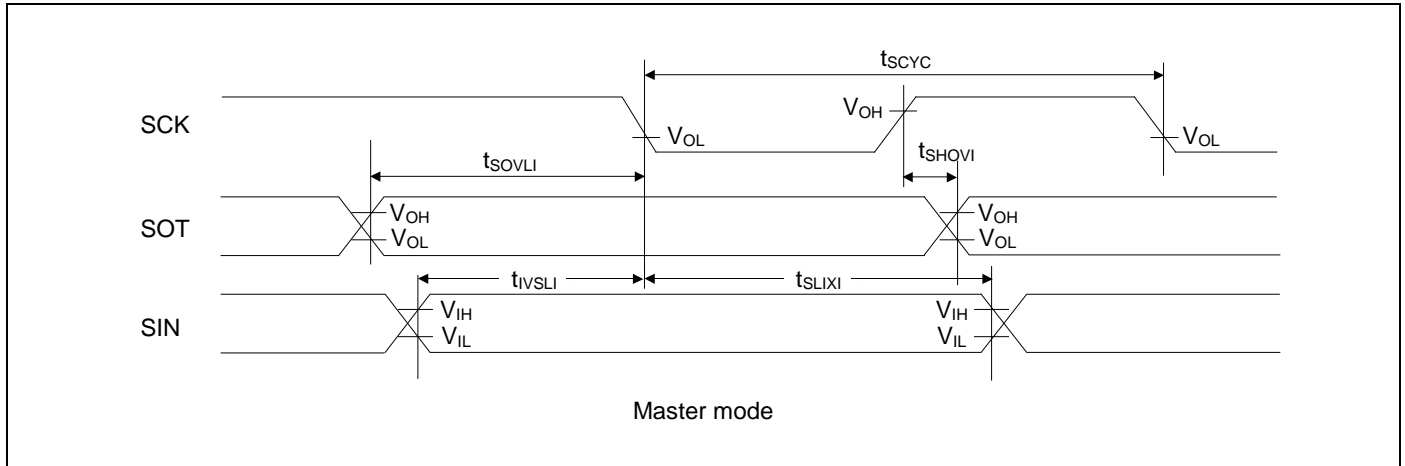 tSCYC
SCK
VOH
VOL
VOL
tSHOVI
tSOVLI
SOT
VOH
VOL
VOH
VOL
tIVSLI
tSLIXI
SIN
VIH
VIL
VIH
VIL
Master mode